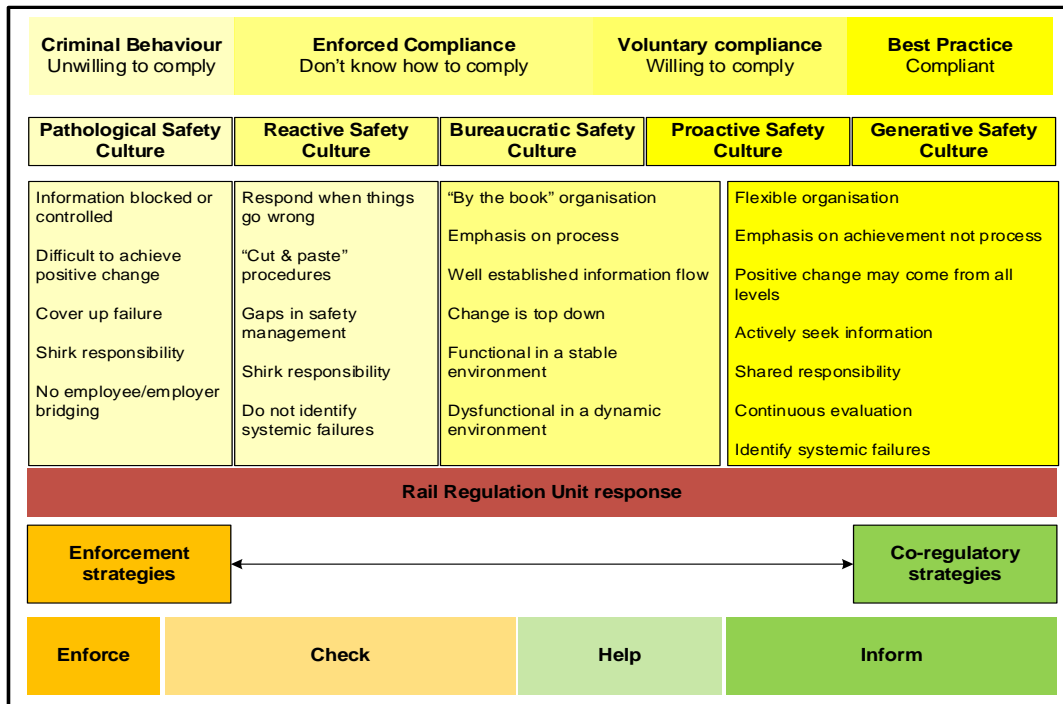 Criminal Behaviour
Unwilling to comply
Enforced Compliance
Don't know how to comply
Voluntary compliance
Willing to comply
Best Practice
Compliant
Pathological Safety
Culture
Reactive Safety
Culture
Bureaucratic Safety
Culture
Proactive Safety
Culture
Generative Safety
Culture
Information blocked or
controlled
Difficult to achieve
positive change
Cover up failure
Shirk responsibility
No employee/employer
bridging
Respond when things
go wrong
“Cut & paste”
procedures
Gaps in safety
management
Shirk responsibility
Do not identify
systemic failures
“By the book” organisation
Emphasis on process
Well established information flow
Change is top down
Functional in a stable
environment
Dysfunctional in a dynamic
environment
Flexible organisation
Emphasis on achievement not process
Positive change may come from all
levels
Actively seek information
Shared responsibility
Continuous evaluation
Identify systemic failures
Rail Regulation Unit response
Enforcement
strategies
Co-regulatory
strategies
Enforce
Check
Help
Inform